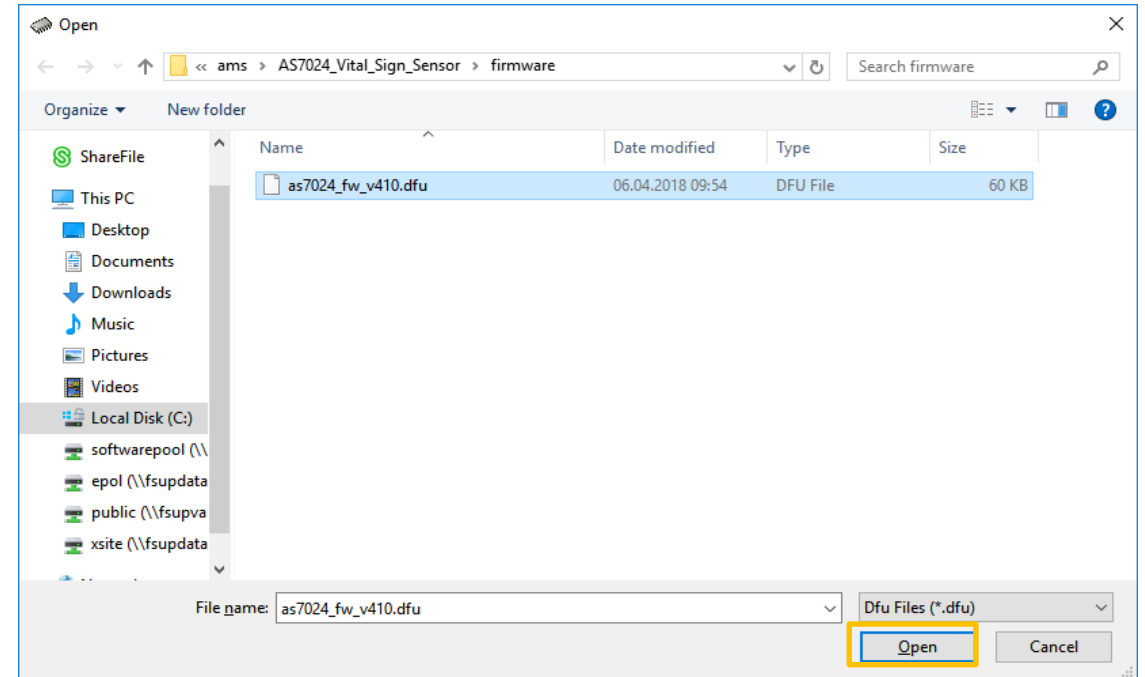 Open
« ams > AS7024_Vital_Sign_Sensor > firmware
Search firmware
Organize
New folder
Name
Date modified
Type
Size
as7024_fw_v410.dfu
06.04.2018 09:54
DFU File
60 KB
ShareFile
This PC
Desktop
Documents
Downloads
Music
Pictures
Videos
Local Disk (C:)
softwarepool (\\
epol (\\fsupdata
public (\\fsupva
xsite (\\fsupdata
File name:
as7024_fw_v410.dfu
Dfu Files (*.dfu)
Open
Cancel